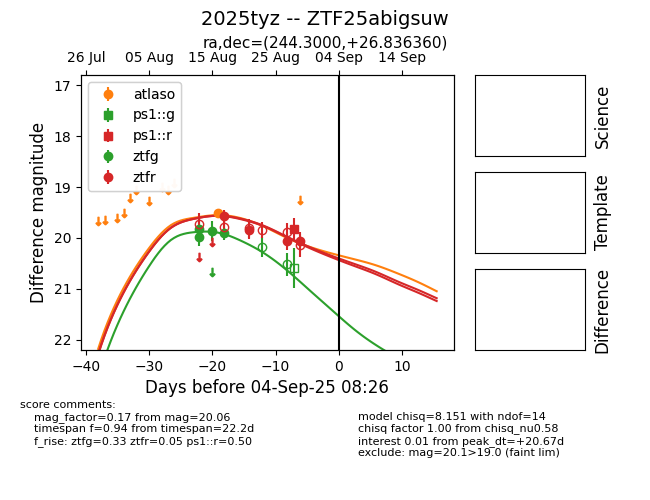 2025tyz -- ZTF25abigsuw
ra,dec=(244.3000,+26.836360)
26 Jul 05 Aug 15 Aug 25 Aug 04 Sep 14 Sep
17
18
19
20
21
22
Difference magnitude
atlaso
ps1::g
ps1::r
ztfg
ztfr
−40 −30 −20 −10 0 10
Days before 04-Sep-25 08:26
Science
Template
Difference
score comments:
mag_factor=0.17 from mag=20.06
timespan f=0.94 from timespan=22.2d
f_rise: ztfg=0.33 ztfr=0.05 ps1::r=0.50
model chisq=8.151 with ndof=14
chisq factor 1.00 from chisq_nu0.58
interest 0.01 from peak_dt=+20.67d
exclude: mag=20.1>19.0 (faint lim)